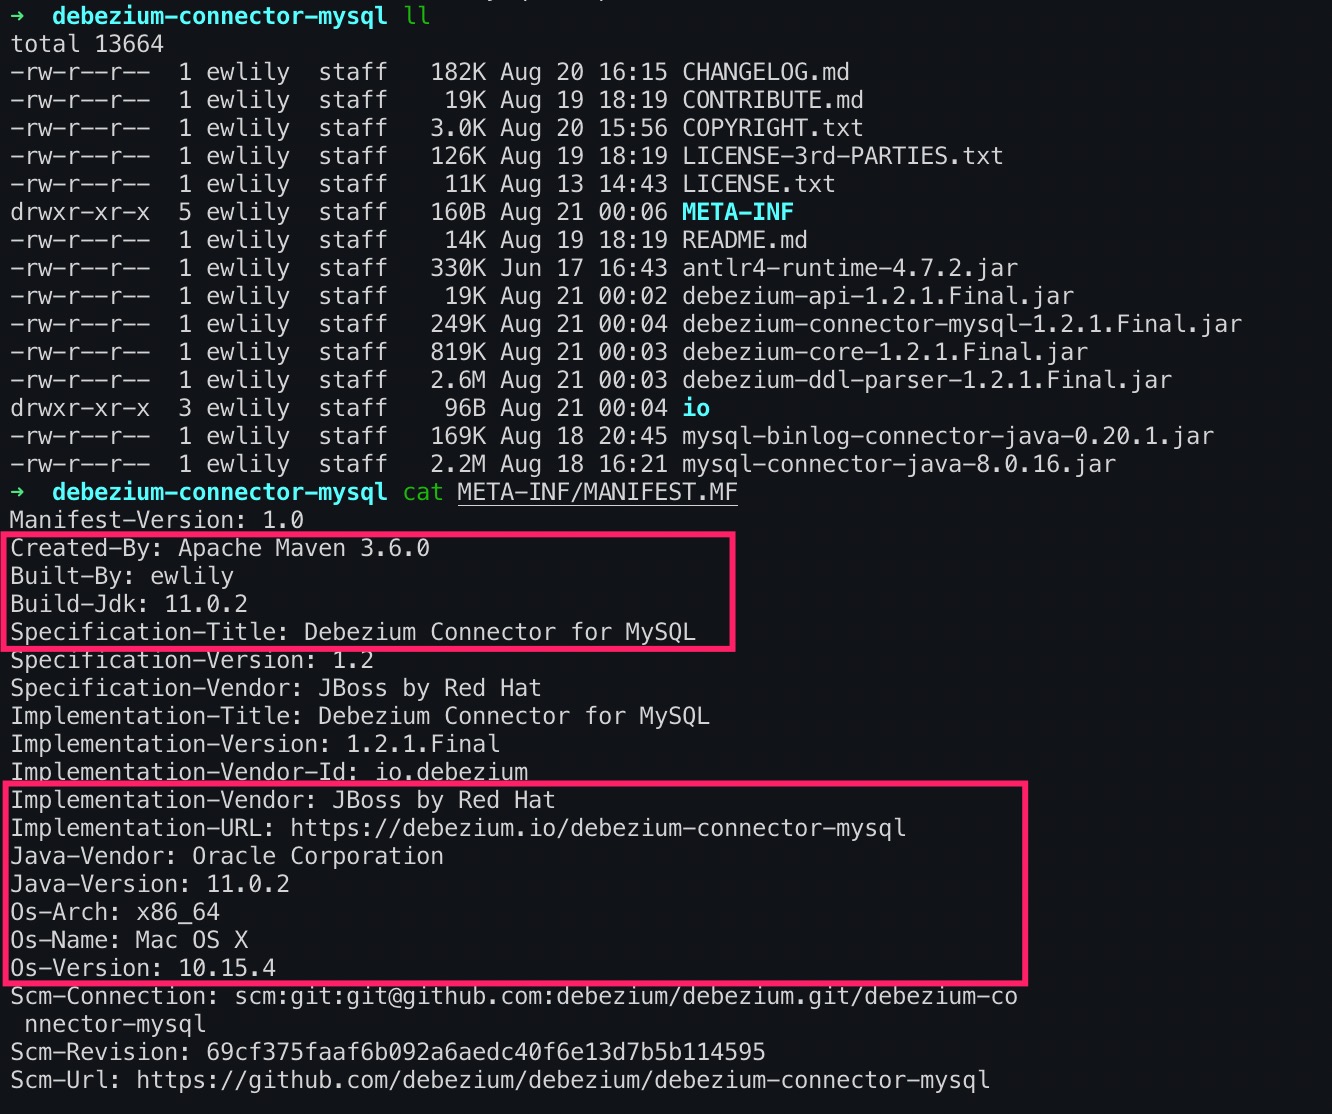 →  debezium-connector-mysql ll
total 13664
-rw-r--r--  1 ewlily  staff   182K Aug 20 16:15 CHANGELOG.md
-rw-r--r--  1 ewlily  staff    19K Aug 19 18:19 CONTRIBUTE.md
-rw-r--r--  1 ewlily  staff   3.0K Aug 20 15:56 COPYRIGHT.txt
-rw-r--r--  1 ewlily  staff   126K Aug 19 18:19 LICENSE-3rd-PARTIES.txt
-rw-r--r--  1 ewlily  staff    11K Aug 13 14:43 LICENSE.txt
drwxr-xr-x  5 ewlily  staff   160B Aug 21 00:06 META-INF
-rw-r--r--  1 ewlily  staff    14K Aug 19 18:19 README.md
-rw-r--r--  1 ewlily  staff   330K Jun 17 16:43 antlr4-runtime-4.7.2.jar
-rw-r--r--  1 ewlily  staff    19K Aug 21 00:02 debezium-api-1.2.1.Final.jar
-rw-r--r--  1 ewlily  staff   249K Aug 21 00:04 debezium-connector-mysql-1.2.1.Final.jar
-rw-r--r--  1 ewlily  staff   819K Aug 21 00:03 debezium-core-1.2.1.Final.jar
-rw-r--r--  1 ewlily  staff   2.6M Aug 21 00:03 debezium-ddl-parser-1.2.1.Final.jar
drwxr-xr-x  3 ewlily  staff    96B Aug 21 00:04 io
-rw-r--r--  1 ewlily  staff   169K Aug 18 20:45 mysql-binlog-connector-java-0.20.1.jar
-rw-r--r--  1 ewlily  staff   2.2M Aug 18 16:21 mysql-connector-java-8.0.16.jar
→  debezium-connector-mysql cat META-INF/MANIFEST.MF
Manifest-Version: 1.0
Created-By: Apache Maven 3.6.0
Built-By: ewlily
Build-Jdk: 11.0.2
Specification-Title: Debezium Connector for MySQL
Specification-Version: 1.2
Specification-Vendor: JBoss by Red Hat
Implementation-Title: Debezium Connector for MySQL
Implementation-Version: 1.2.1.Final
Implementation-Vendor-Id: io.debezium
Implementation-Vendor: JBoss by Red Hat
Implementation-URL: https://debezium.io/debezium-connector-mysql
Java-Vendor: Oracle Corporation
Java-Version: 11.0.2
Os-Arch: x86_64
Os-Name: Mac OS X
Os-Version: 10.15.4
Scm-Connection: scm:git:git@github.com:debezium/debezium.git/debezium-co
 nnector-mysql
Scm-Revision: 69cf375faaf6b092a6aedc40f6e13d7b5b114595
Scm-Url: https://github.com/debezium/debezium/debezium-connector-mysql